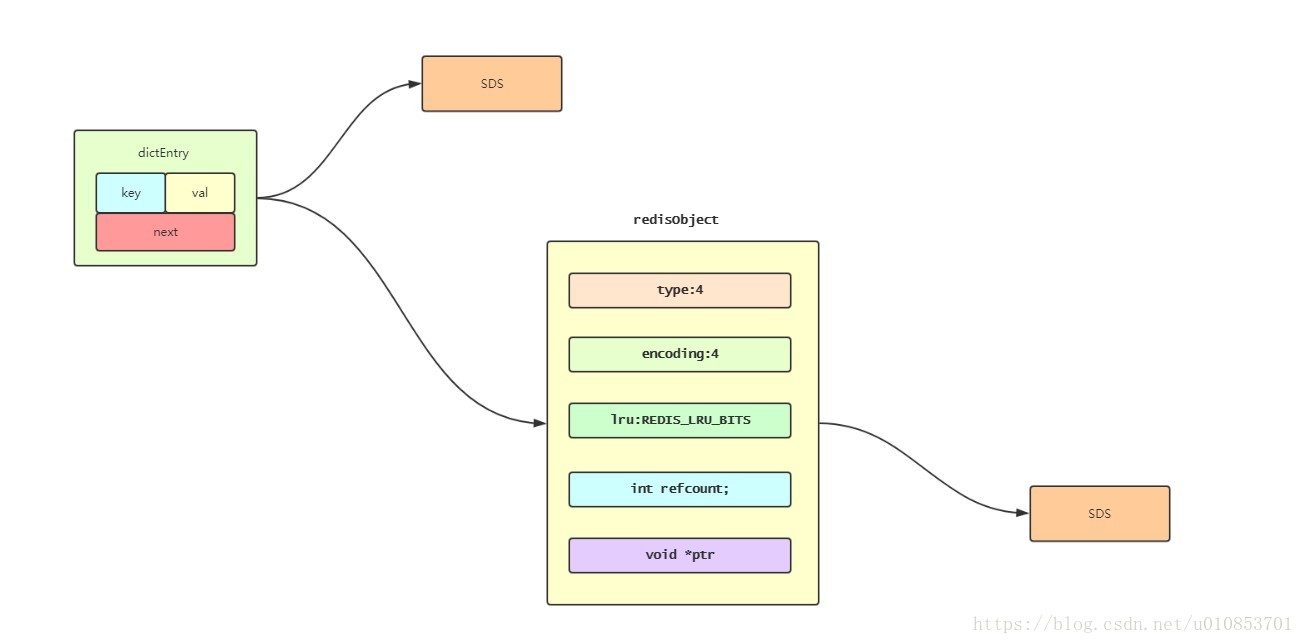 SDS
dictEntry
key val
next
redisObject
type:4
encoding:4
lru:REDIS_LRU_BITS
int refcount;
void *ptr
SDS
https://blog.csdn.net/u010853701